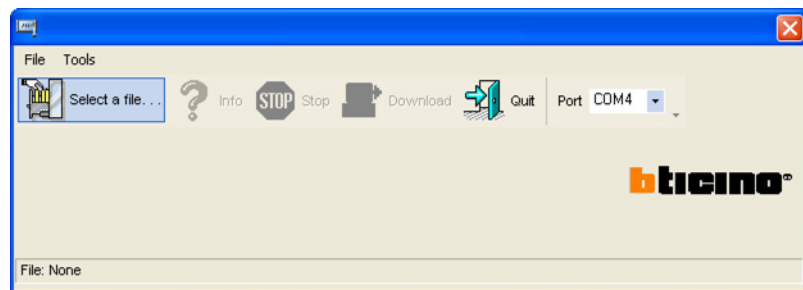 File Tools
Select a file. . . ? Info STOP Stop Download Quit Port COM4
bticino
File: None